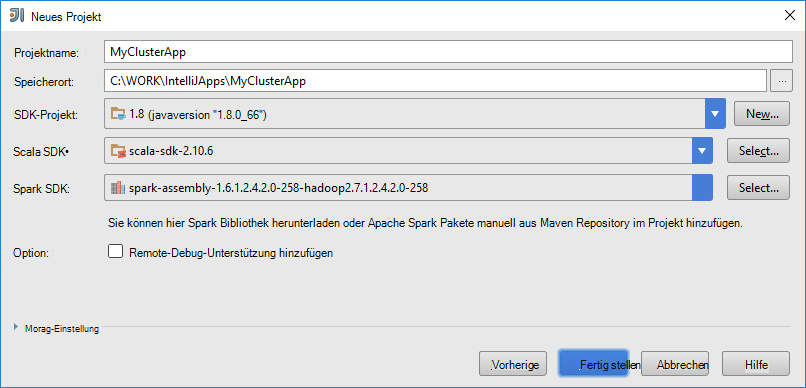 Neues Projekt
Projektname: MyClusterApp
Speicherort: C:\WORK\IntelliJApps\MyClusterApp ...
SDK-Projekt: 1.8 (javaversion "1.8.0_66") New...
Scala SDK• scala-sdk-2.10.6 Select...
Spark SDK: spark-assembly-1.6.1.2.4.2.0-258-hadoop2.7.1.2.4.2.0-258 Select...
Sie können hier Spark Bibliothek herunterladen oder Apache Spark Pakete manuell aus Maven Repository im Projekt hinzufügen.
Option: Remote-Debug-Unterstützung hinzufügen
Morag-Einstellung
Vorherige Fertig stellen Abbrechen Hilfe